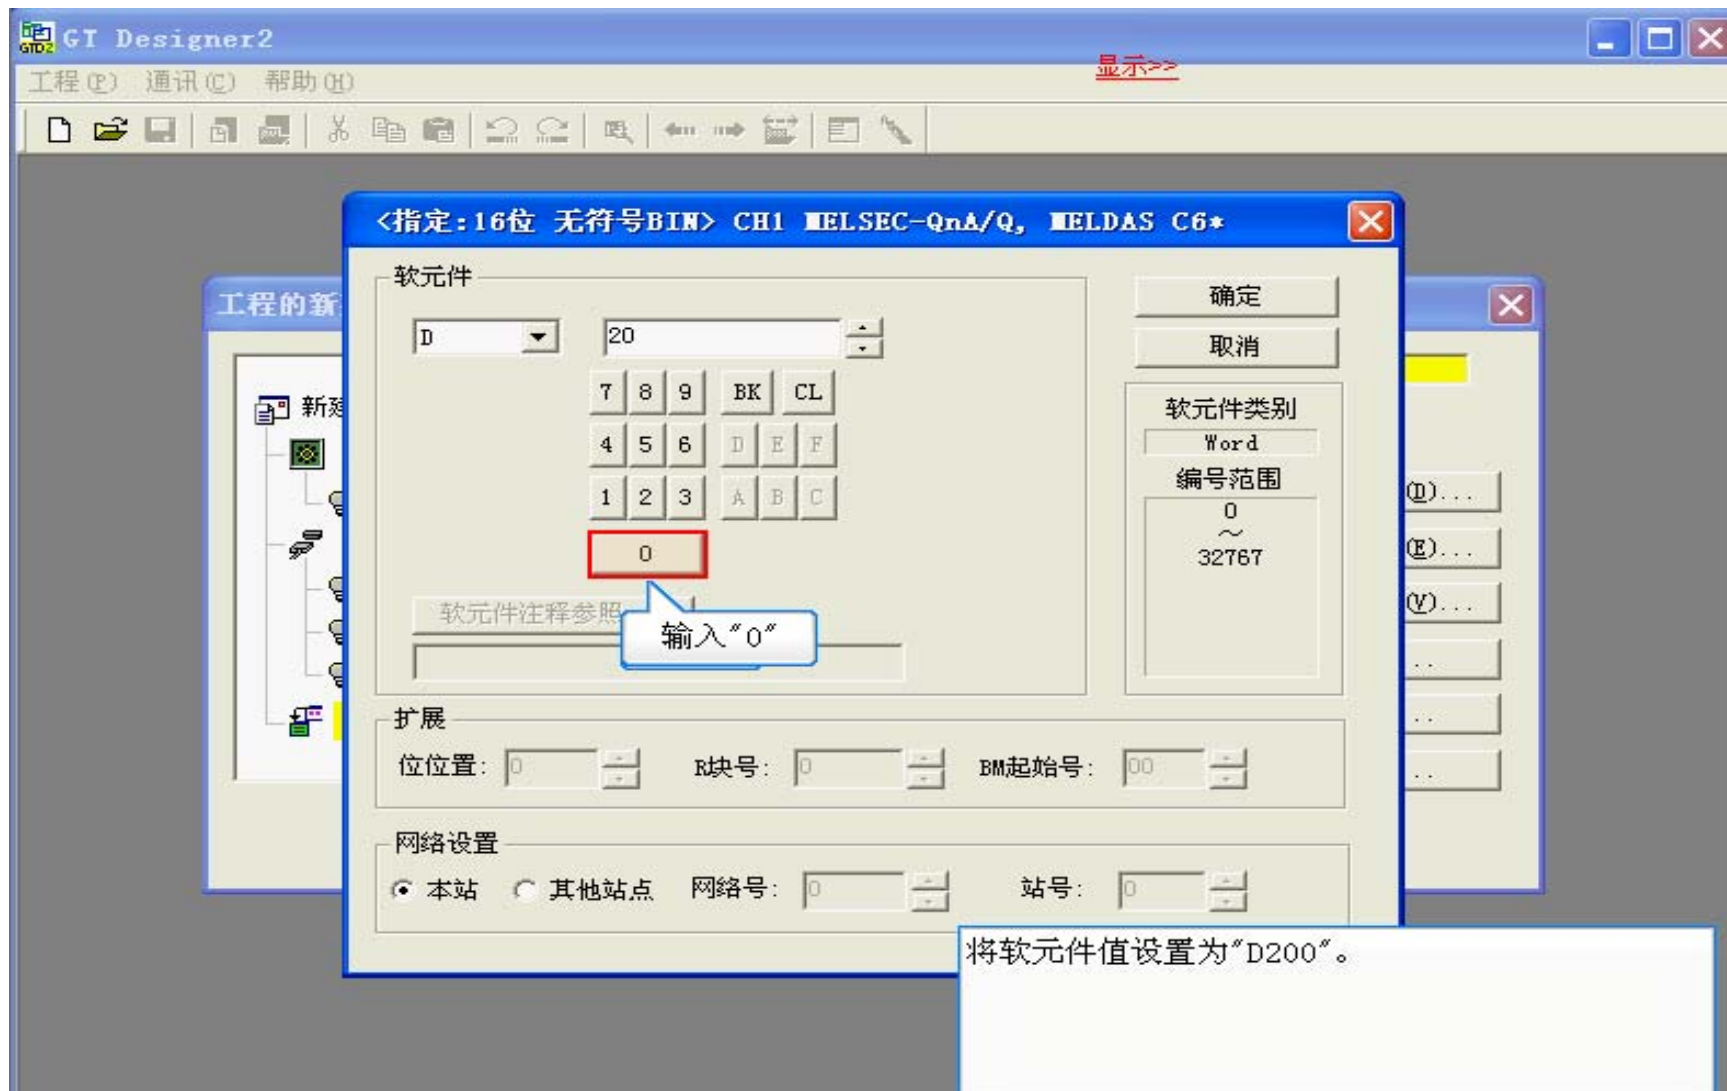 GT Designer2
工程(P) 通讯(C) 帮助(H)
显示>>
<指定:16位 无符号BIN> CH1 MELSEC-QnA/Q, MELDAS C6*
工程的新
新建
软元件
D 20
7 8 9 BK CL
4 5 6 D E F
1 2 3 A B C
0
软元件注释参照
输入"0"
确定
取消
软元件类别
Word
编号范围
0
~
32767
(D)...
(E)...
(V)...
..
..
..
扩展
位位置: 0 R块号: 0 BM起始号: 00
网络设置
本站 其他站点 网络号: 0 站号: 0
将软元件值设置为"D200"。